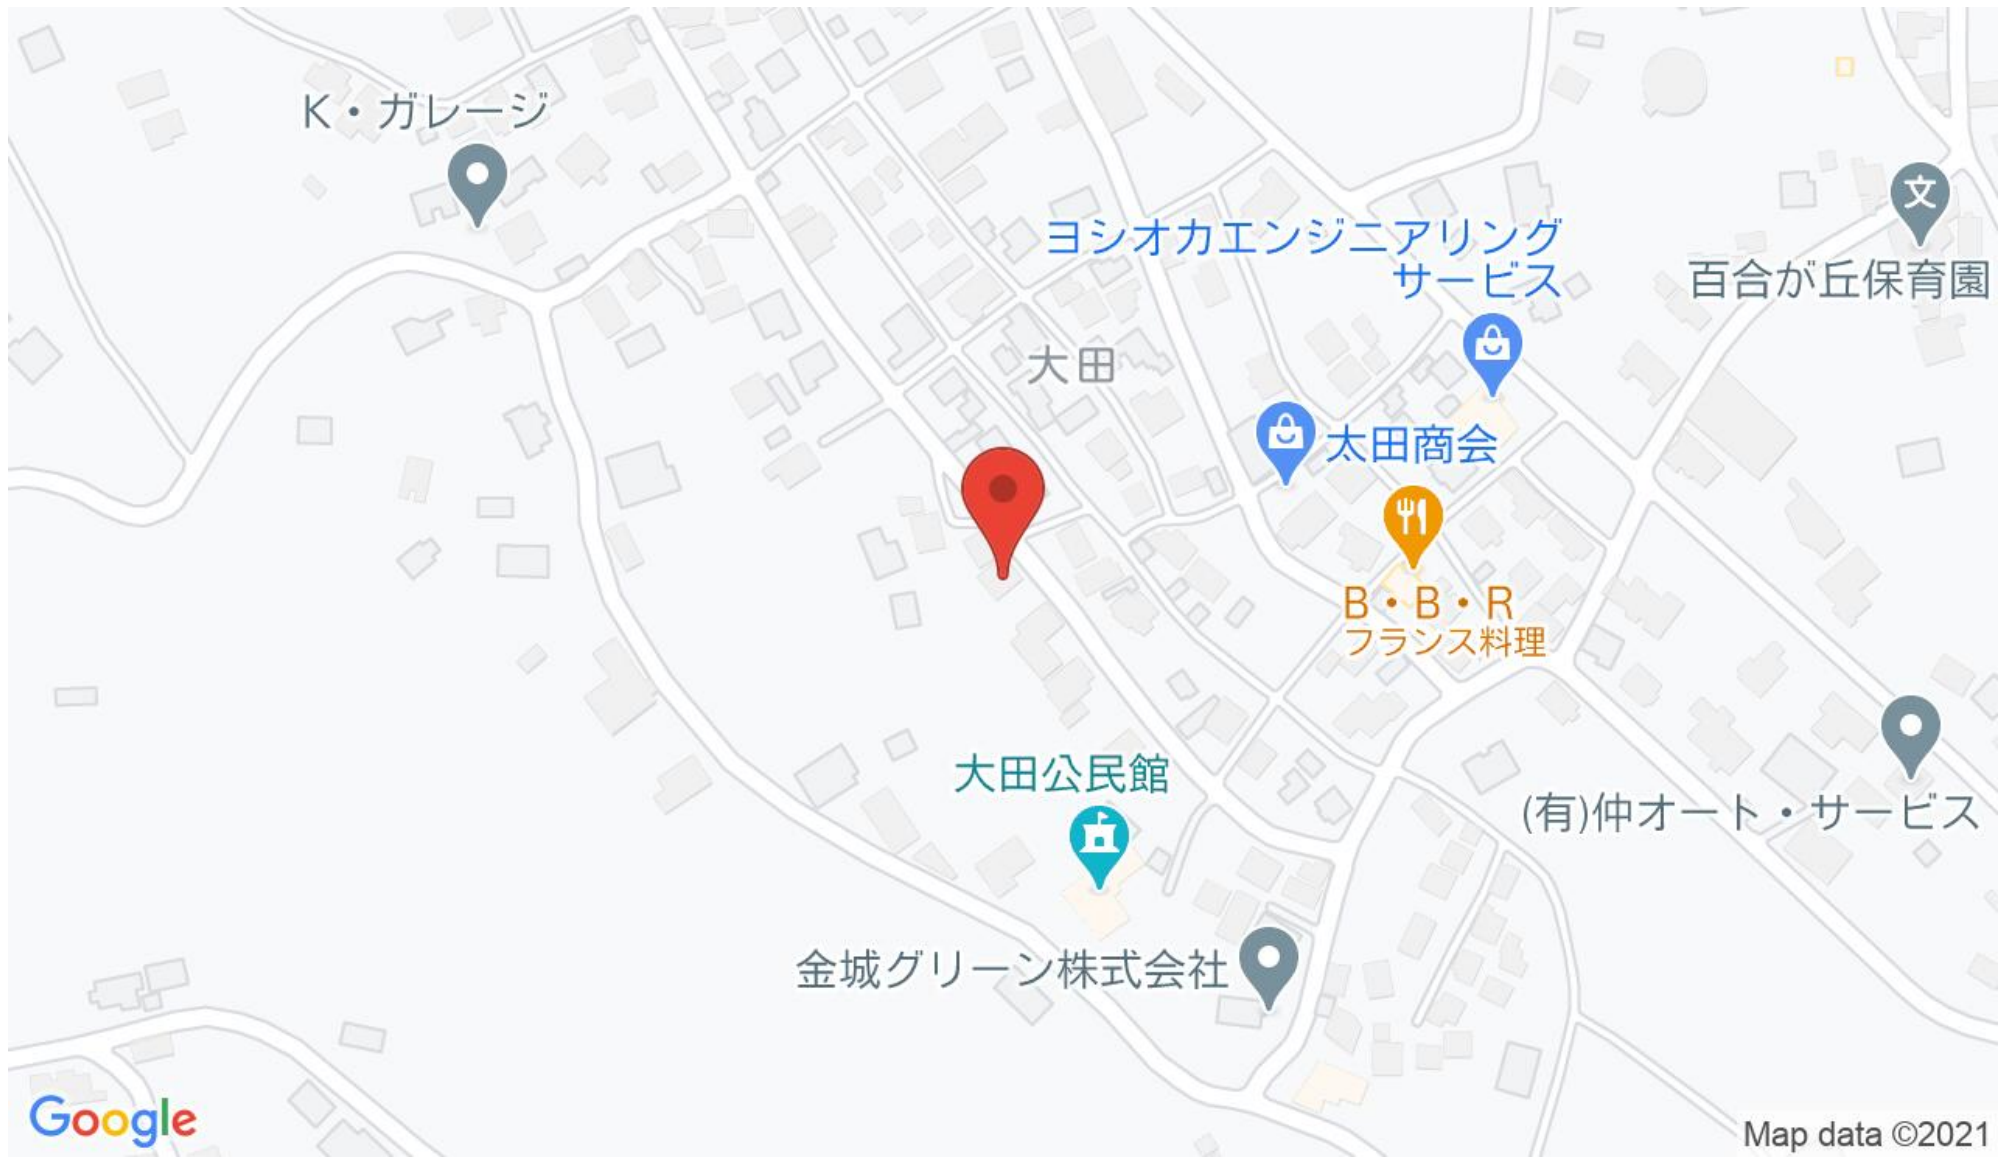 K・ガレージ
ヨシオカエンジニアリング
サービス
文
百合が丘保育園
大田
太田商会
B・B・R
フランス料理
大田公民館
(有)仲オート・サービス
金城グリーン株式会社
Google
Map data ©2021